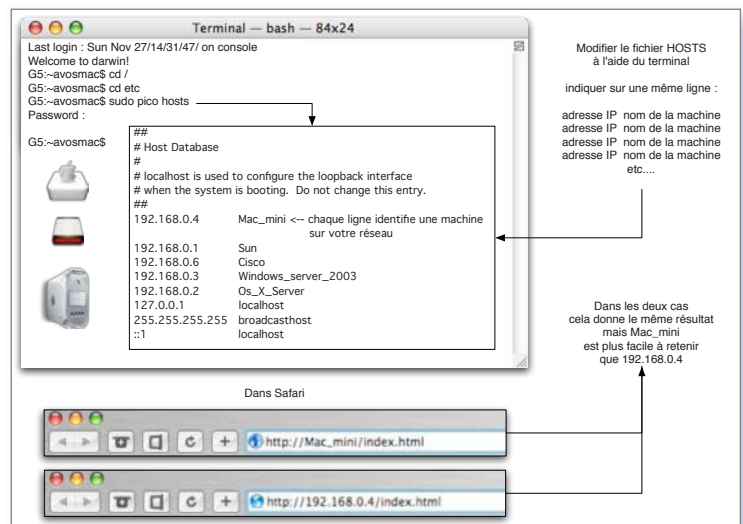 Terminal — bash — 84x24
Last login : Sun Nov 27/14/31/47/ on console
Welcome to darwin!
G5:~avosmac$ cd /
G5:~avosmac$ cd etc
G5:~avosmac$ sudo pico hosts
Password :
G5:~avosmac$
##
# Host Database
#
# localhost is used to configure the loopback interface
# when the system is booting. Do not change this entry.
##
192.168.0.4 Mac_mini <-- chaque ligne identifie une machine
sur votre réseau
192.168.0.1 Sun
192.168.0.6 Cisco
192.168.0.3 Windows_server_2003
192.168.0.2 Os_X_Server
127.0.0.1 localhost
255.255.255.255 broadcasthost
::1 localhost
Modifier le fichier HOSTS
à l'aide du terminal
indiquer sur une même ligne :
adresse IP nom de la machine
adresse IP nom de la machine
adresse IP nom de la machine
adresse IP nom de la machine
etc....
Dans les deux cas
cela donne le même résultat
mais Mac_mini
est plus facile à retenir
que 192.168.0.4
Dans Safari
http://Mac_mini/index.html
http://192.168.0.4/index.html